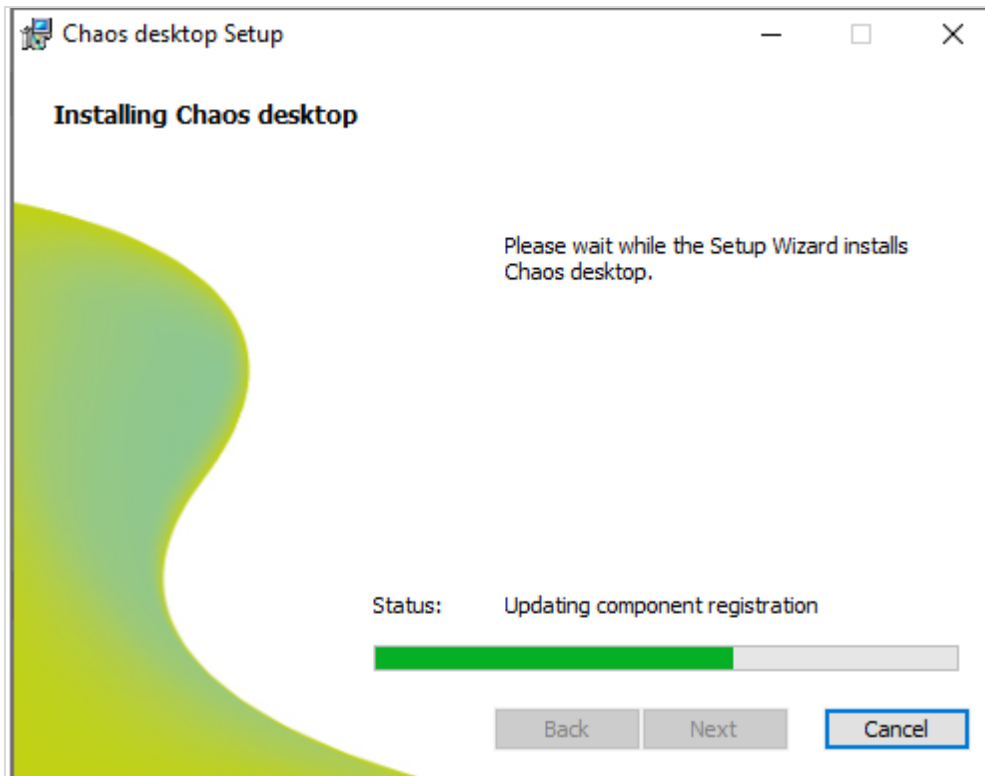 Chaos desktop Setup
Installing Chaos desktop
Please wait while the Setup Wizard installs
Chaos desktop.
Status: Updating component registration
Back Next Cancel